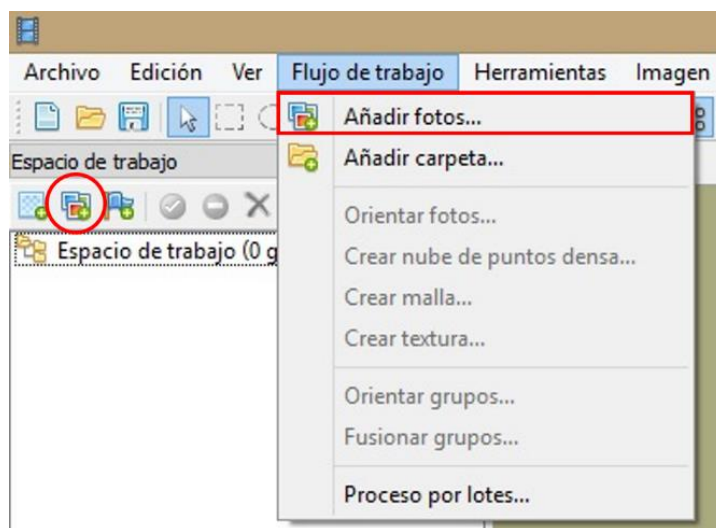 Archivo Edición Ver Flujo de trabajo Herramientas Imagen
Espacio de trabajo
Espacio de trabajo (0 g
Añadir fotos...
Añadir carpeta...
Orientar fotos...
Crear nube de puntos densa...
Crear malla...
Crear textura...
Orientar grupos...
Fusionar grupos...
Proceso por lotes...